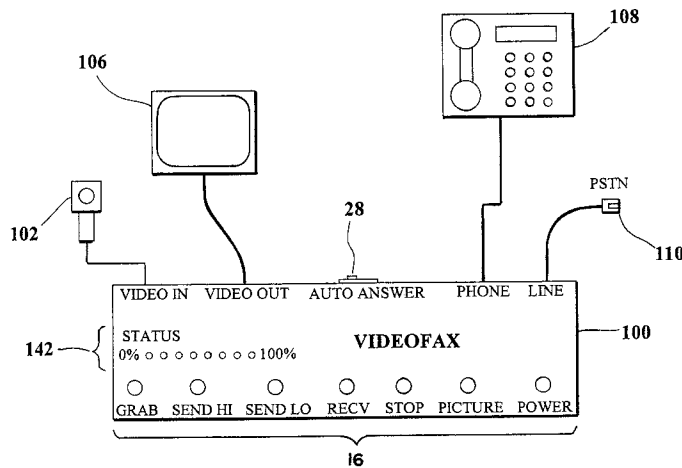 108
106
PSTN
102
28
110
VIDEO IN VIDEO OUT AUTO ANSWER PHONE LINE
100
142
STATUS
0% 100%
VIDEOFAX
GRAB SEND HI SEND LO RECV STOP PICTURE POWER
16